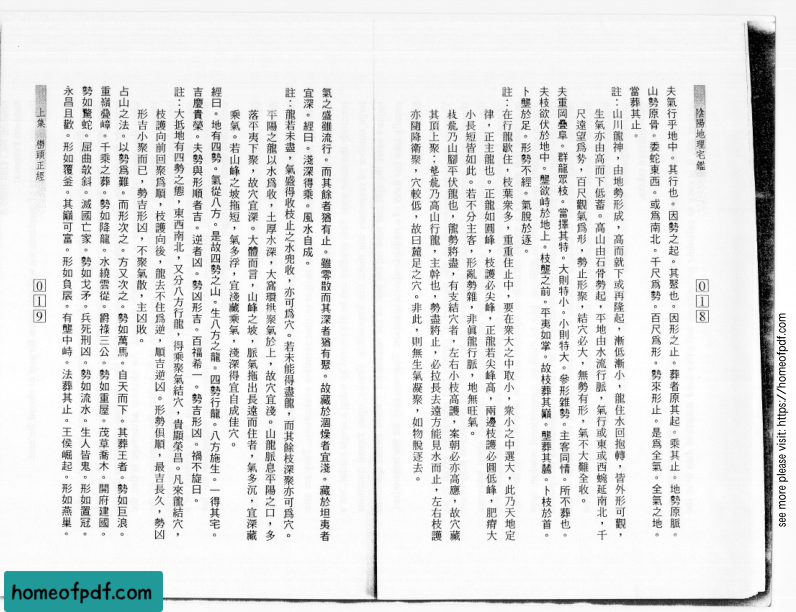 陰陽地理宅鑑
018
夫氣行乎地中。其行也。因勢之起。其聚也。因形之止。葬者原其起。乘其止。地勢原脈。
山勢原骨。委蛇東西。或為南北。千尺為勢。百尺為形。勢來形止。是為全氣。全氣之地。
當葬其止。
註:山川龍神,由地勢形成,高而就下或再隆起,漸低漸小,龍住水回抱轉,皆外形可觀,
生氣亦由高而下低蓄。高山由石骨勢起,平地由水流行脈,氣行或東或西蜿延南北,千
尺遠望為勢,百尺觀氣為形,勢止形聚,結穴必大,無勢有形,氣不大難全收。
夫重岡疊阜。群龍眾枝。當擇其特。大則特小。小則特大。參形雜勢。主客同情。所不葬也。
夫枝欲伏於地中。壟欲峙於地上。枝壟之前。平夷如掌。故枝葬其巔。壟葬其麓。卜枝於首。
卜壟於足。形勢不經。氣脫於逐。
註:在行龍歇住,枝葉眾多,重重住止中,要在眾大之中取小,眾小之中選大,此乃天地定
律,正主龍也。正龍如圓峰,枝護必尖峰,正龍若尖峰高,兩邊枝護必圓低峰,肥瘠大
小長短皆如此。若不分主客,形亂勢雜,非眞龍行脈,地無旺氣。
枝龍乃山腳平伏龍也,龍勢將盡,有支結穴者,左右小枝高護,案朝必亦高應,故穴藏
其頂上聚;壟龍乃高山行龍,主幹也,勢盡將止,必拉長去遠方能見水而止,左右枝護
亦隨降衛聚,穴較低,故曰麓足之穴。非此,則無生氣凝聚,如物脫逐去。
氣之盛雖流行。而其餘者猶有止。雖零散而其深者猶有聚。故藏於涸燥者宜淺。藏於坦夷者
宜深。經曰。淺深得乘。風水自成。
註:龍若未盡,氣盛得收枝止之水兜收,亦可為穴。若未能得盡龍,而其餘枝深聚亦可為穴。
平陽之龍以水為收,土厚水深,大窩環拱聚氣於上,故穴宜淺。山龍脈息平陽之口,多
落平夷下聚,故穴宜深。大體而言,山峰之坡,脈氣拖出長遠而住者,氣多沉,宜深藏
乘氣。若山峰之坡拖短,氣多浮,宜淺藏乘氣,淺深得宜自成佳穴。
經曰。地有四勢。氣從八方。是故四勢之山。生八方之龍。四勢行龍。八方施生。一得其宅。
吉慶貴榮。夫勢與形順者吉。逆者凶。勢凶形吉。百福希一。勢吉形凶。禍不旋日。
註:大抵地有四勢之態,東西南北,又分八方行龍,得乘聚氣結穴,貴顯榮昌。凡來龍結穴,
枝護向前回聚爲順,枝護向後,龍去不住爲逆,順吉逆凶。形勢俱順,最吉長久,勢凶
形吉小聚而已,勢吉形凶,不聚氣散,主凶敗。
占山之法。以勢爲難。而形次之。方又次之。勢如萬馬。自天而下。其葬王者。勢如巨浪。
重嶺疊嶂。千乘之葬。勢如降龍。水繞雲從。爵祿三公。勢如重屋。茂草喬木。開府建國。
勢如驚蛇。屈曲欹斜。滅國亡家。勢如戈矛。兵死刑囚。勢如流水。生人皆鬼。形如置冠。
永昌且歡。形如覆釜。其巔可富。形如負扆。有壟中峙。法葬其止。王侯崛起。形如燕巢。
上集 巒頭正經
019
homeofpdf.com
see more please visit: https://homeofpdf.com